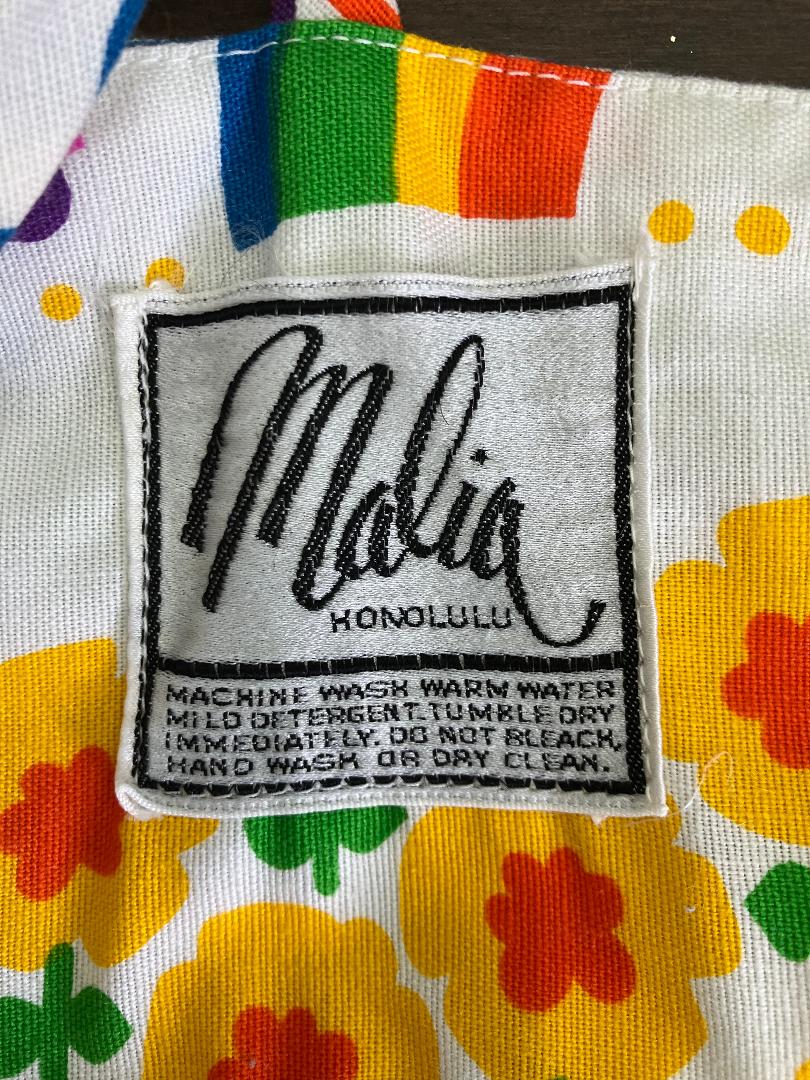 Malia
HONOLULU
MACHINE WASH WARM WATER
MILD DETERGENT.TUMBLE DRY
IMMEDIATELY. DO NOT BLEACH,
HAND WASH OR DRY CLEAN.